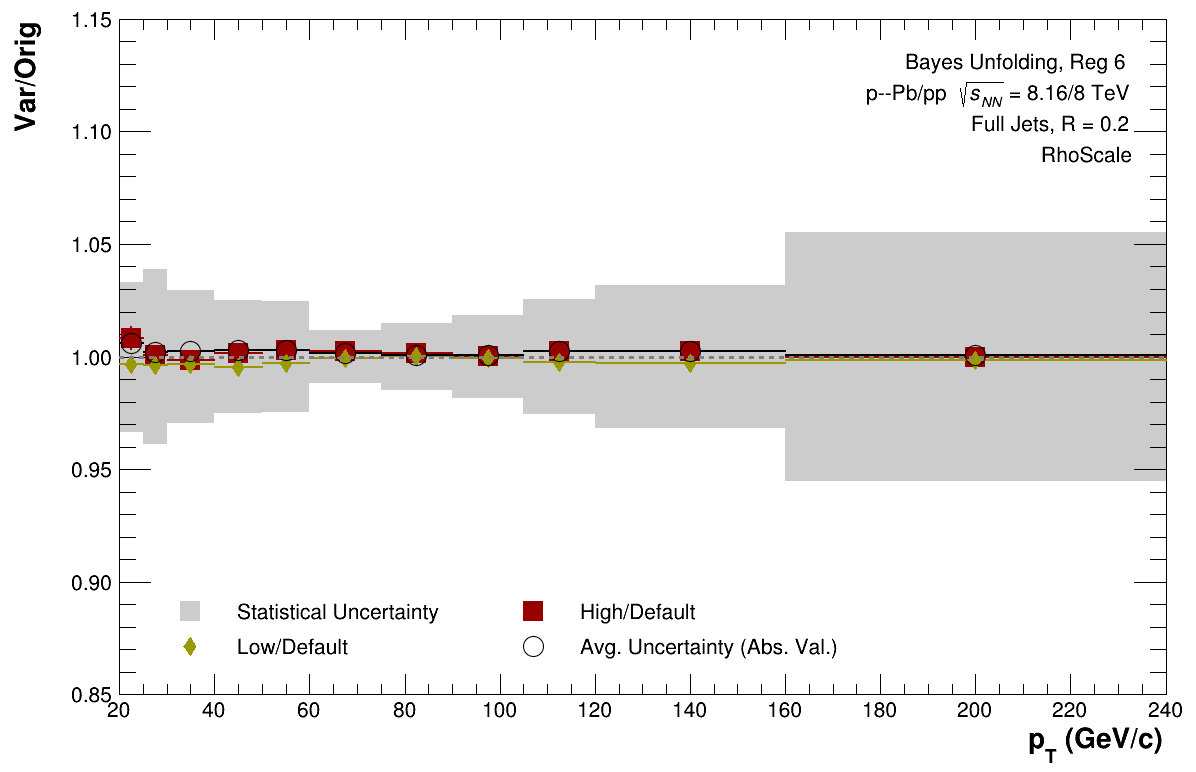 Var/Orig
1.15
1.10
1.05
1.00
0.95
0.90
0.85
Bayes Unfolding, Reg 6
p--Pb/pp √s_NN = 8.16/8 TeV
Full Jets, R = 0.2
RhoScale
Statistical Uncertainty
High/Default
Low/Default
Avg. Uncertainty (Abs. Val.)
20 40 60 80 100 120 140 160 180 200 220 240
p_T (GeV/c)